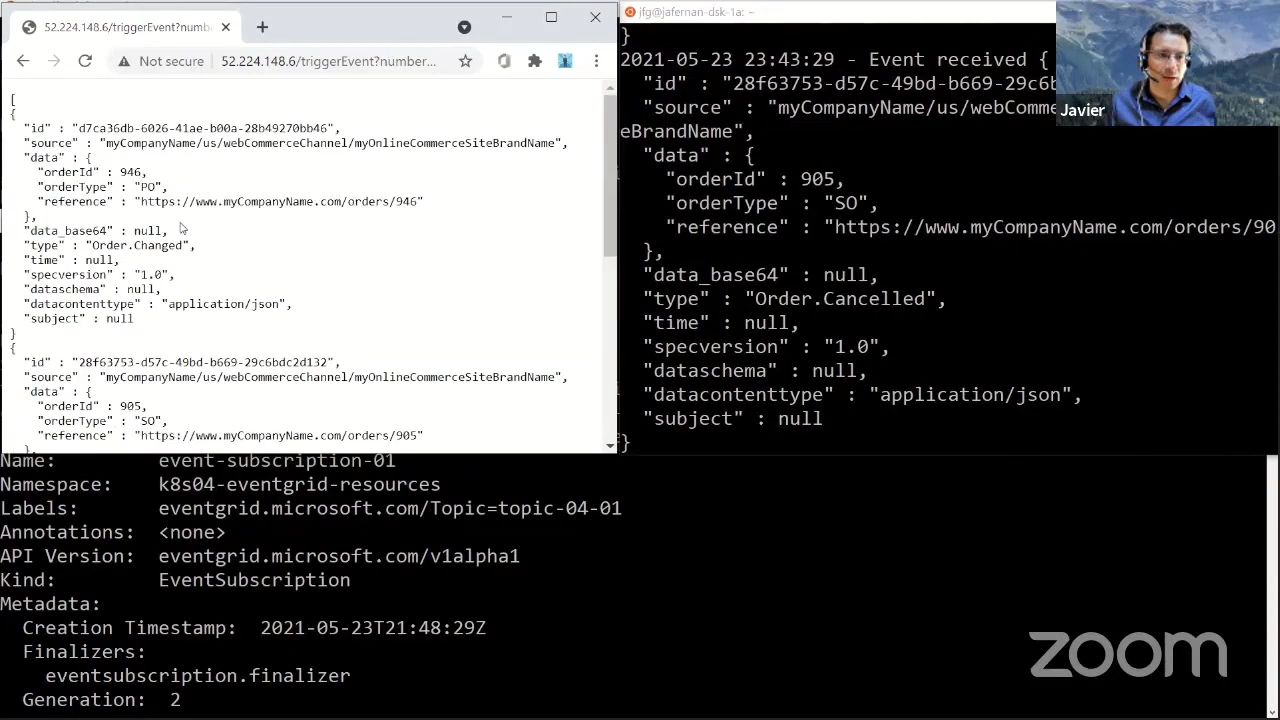 52.224.148.6/triggerEvent?numb
Not secure
52.224.148.6/triggerEvent?number...
[
{
"id" : "d7ca36db-6026-41ae-b00a-28b49270bb46",
"source" : "myCompanyName/us/webCommerceChannel/myOnlineCommerceSiteBrandName",
"data" : {
"orderId" : 946,
"orderType" : "PO",
"reference" : "https://www.myCompanyName.com/orders/946"
},
"data_base64" : null,
"type" : "Order.Changed",
"time" : null,
"specversion" : "1.0",
"dataschema" : null,
"datacontenttype" : "application/json",
"subject" : null
}
{
"id" : "28f63753-d57c-49bd-b669-29c6bdc2d132",
"source" : "myCompanyName/us/webCommerceChannel/myOnlineCommerceSiteBrandName",
"data" : {
"orderId" : 905,
"orderType" : "SO",
"reference" : "https://www.myCompanyName.com/orders/905"
jfg@jafernan-dsk-1a: ~
}
2021-05-23 23:43:29 - Event received {
"id" : "28f63753-d57c-49bd-b669-29c6b
"source" : "myCompanyName/us/webComme
eBrandName",
"data" : {
"orderId" : 905,
"orderType" : "SO",
"reference" : "https://www.myCompanyName.com/orders/90
},
"data_base64" : null,
"type" : "Order.Cancelled",
"time" : null,
"specversion" : "1.0",
"dataschema" : null,
"datacontenttype" : "application/json",
"subject" : null
}
Javier
Name: event-subscription-01
Namespace: k8s04-eventgrid-resources
Labels: eventgrid.microsoft.com/Topic=topic-04-01
Annotations: <none>
API Version: eventgrid.microsoft.com/v1alpha1
Kind: EventSubscription
Metadata:
Creation Timestamp: 2021-05-23T21:48:29Z
Finalizers:
eventsubscription.finalizer
Generation: 2
zoom